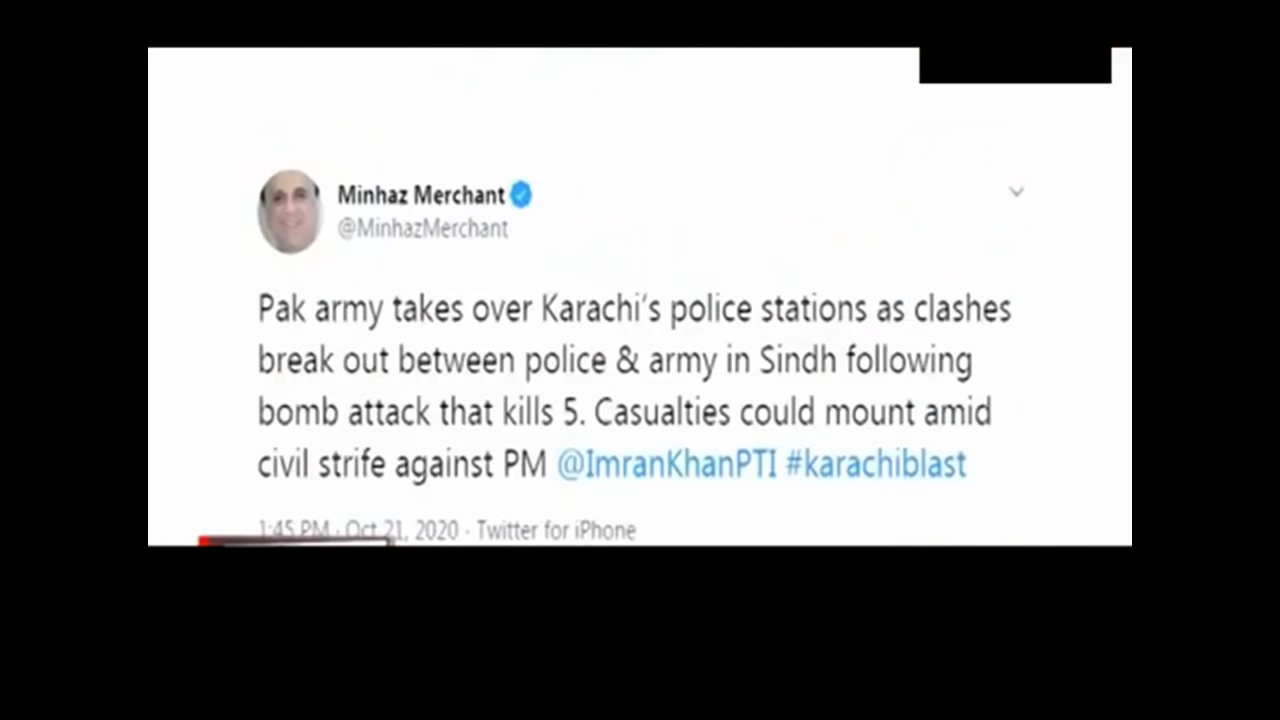 Minhaz Merchant
@MinhazMerchant
Pak army takes over Karachi's police stations as clashes
break out between police & army in Sindh following
bomb attack that kills 5. Casualties could mount amid
civil strife against PM @ImranKhanPTI #karachiblast
1:45 PM · Oct 21, 2020 · Twitter for iPhone